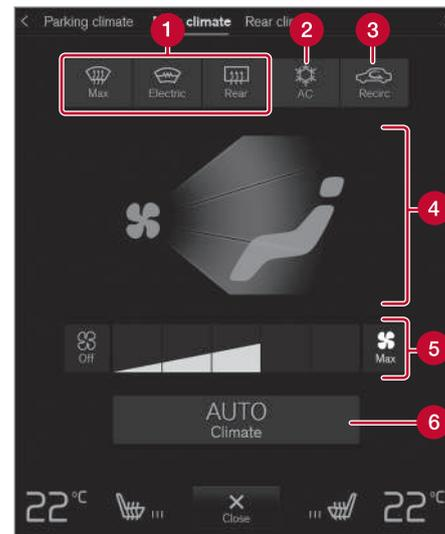 Parking climate climate Rear
1 2 3
Max Electric Rear AC Recirc
4
Off Max 5
AUTO
Climate 6
22°C Close 22°C